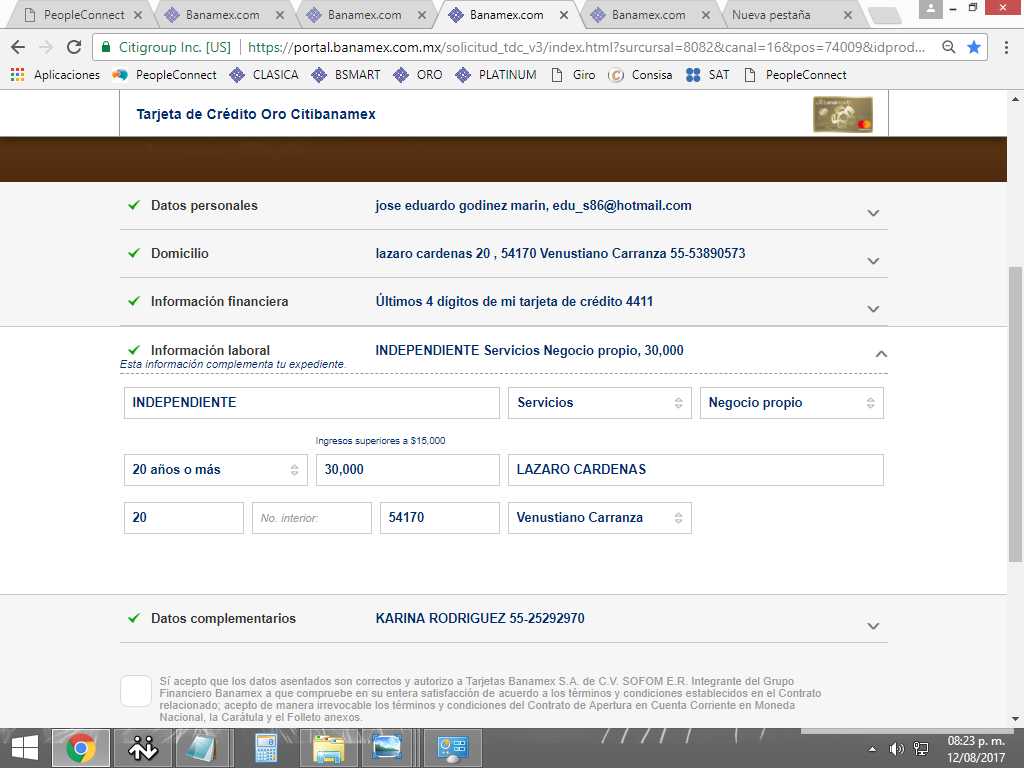 PeopleConnect Banamex.com Banamex.com Banamex.com Banamex.com Nueva pestaña
Citigroup Inc. [US] https://portal.banamex.com.mx/solicitud_tdc_v3/index.html?surcursal=8082&canal=16&pos=74009&idprod...
Aplicaciones PeopleConnect CLASICA BSMART ORO PLATINUM Giro Consisa SAT PeopleConnect
Tarjeta de Crédito Oro Citibanamex
Datos personales jose eduardo godinez marin, edu_s86@hotmail.com
Domicilio lazaro cardenas 20 , 54170 Venustiano Carranza 55-53890573
Información financiera Últimos 4 dígitos de mi tarjeta de crédito 4411
Información laboral INDEPENDIENTE Servicios Negocio propio, 30,000
Esta información complementa tu expediente.
INDEPENDIENTE Servicios Negocio propio
Ingresos superiores a $15,000
20 años o más 30,000 LAZARO CARDENAS
20 No. interior: 54170 Venustiano Carranza
Datos complementarios KARINA RODRIGUEZ 55-25292970
Sí acepto que los datos asentados son correctos y autorizo a Tarjetas Banamex S.A. de C.V. SOFOM E.R. Integrante del Grupo
Financiero Banamex a que compruebe en su entera satisfacción de acuerdo a los términos y condiciones establecidos en el Contrato
relacionado; acepto de manera irrevocable los términos y condiciones del Contrato de Apertura en Cuenta Corriente en Moneda
Nacional, la Carátula y el Folleto anexos.
08:23 p. m.
12/08/2017